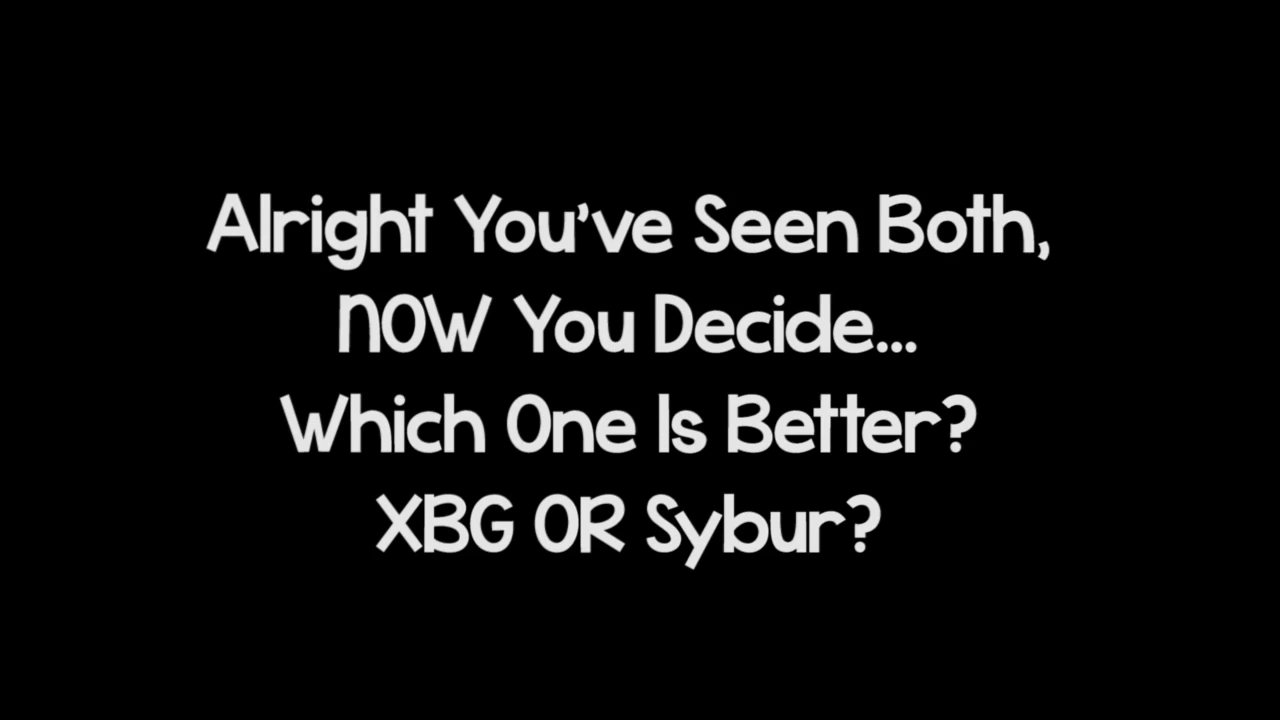 Alright You've Seen Both,
NOW You Decide...
Which One Is Better?
XBG OR Sybur?